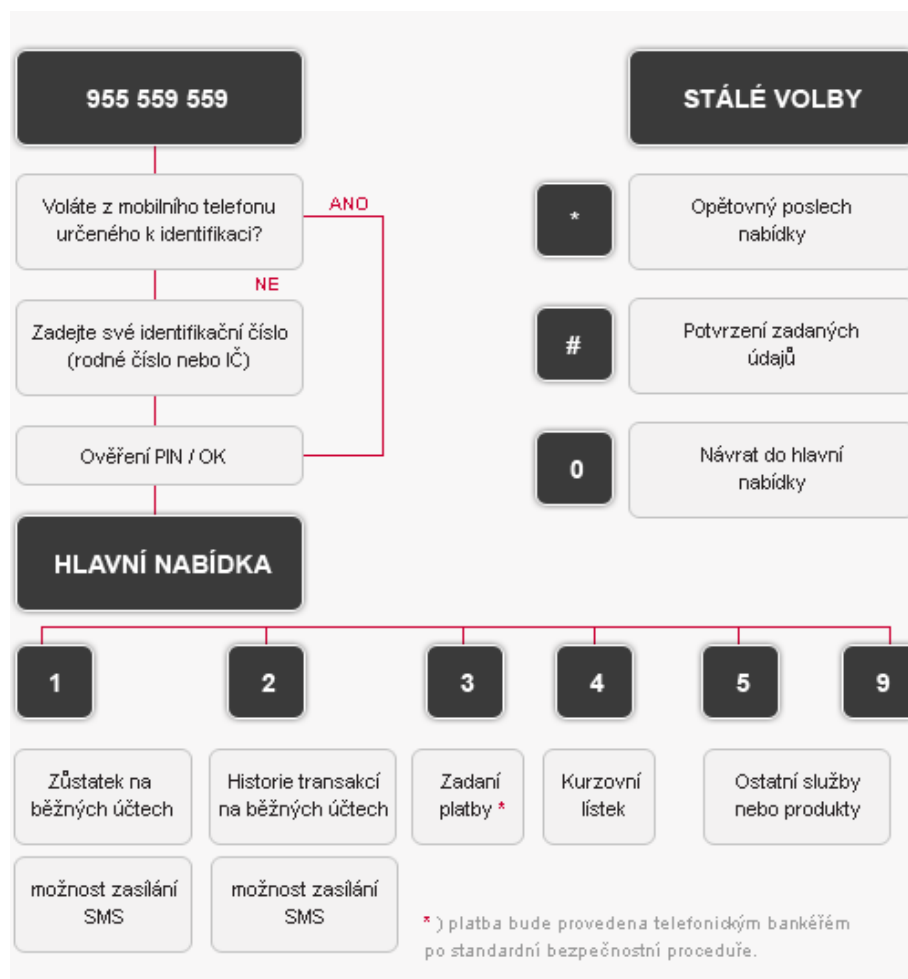 955 559 559
Voláte z mobilního telefonu
určeného k identifikaci?
ANO
NE
Zadejte své identifikační číslo
(rodné číslo nebo IČ)
Ověření PIN / OK
HLAVNÍ NABÍDKA
STÁLÉ VOLBY
*
Opětovný poslech
nabídky
#
Potvrzení zadaných
údajů
0
Návrat do hlavní
nabídky
1
Zůstatek na
běžných účtech
možnost zasílání
SMS
2
Historie transakcí
na běžných účtech
možnost zasílání
SMS
3
Zadaní
platby *
4
Kurzovní
lístek
5
9
Ostatní služby
nebo produkty
* ) platba bude provedena telefonickým bankéřém
po standardní bezpečnostní proceduře.